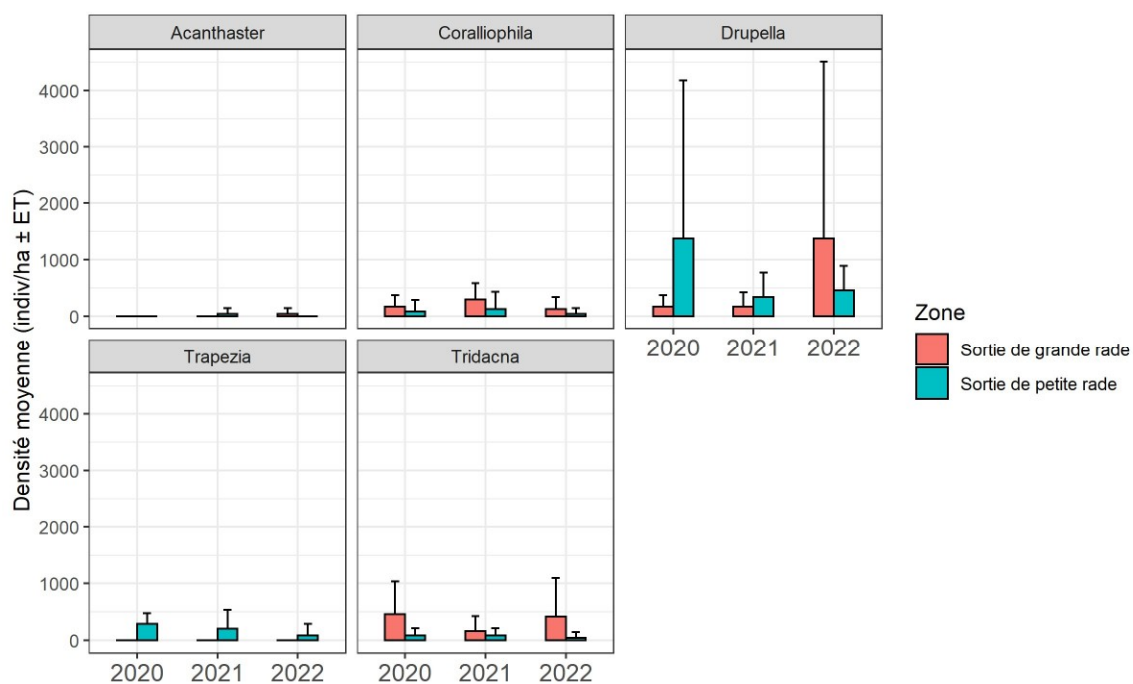 Acanthaster
Coralliophila
Drupella
4000
3000
2000
1000
0
2020
2021
2022
Trapezia
Tridacna
4000
3000
2000
1000
0
2020
2021
2022
2020
2021
2022
Densité moyenne (indiv/ha ± ET)
Zone
Sortie de grande rade
Sortie de petite rade